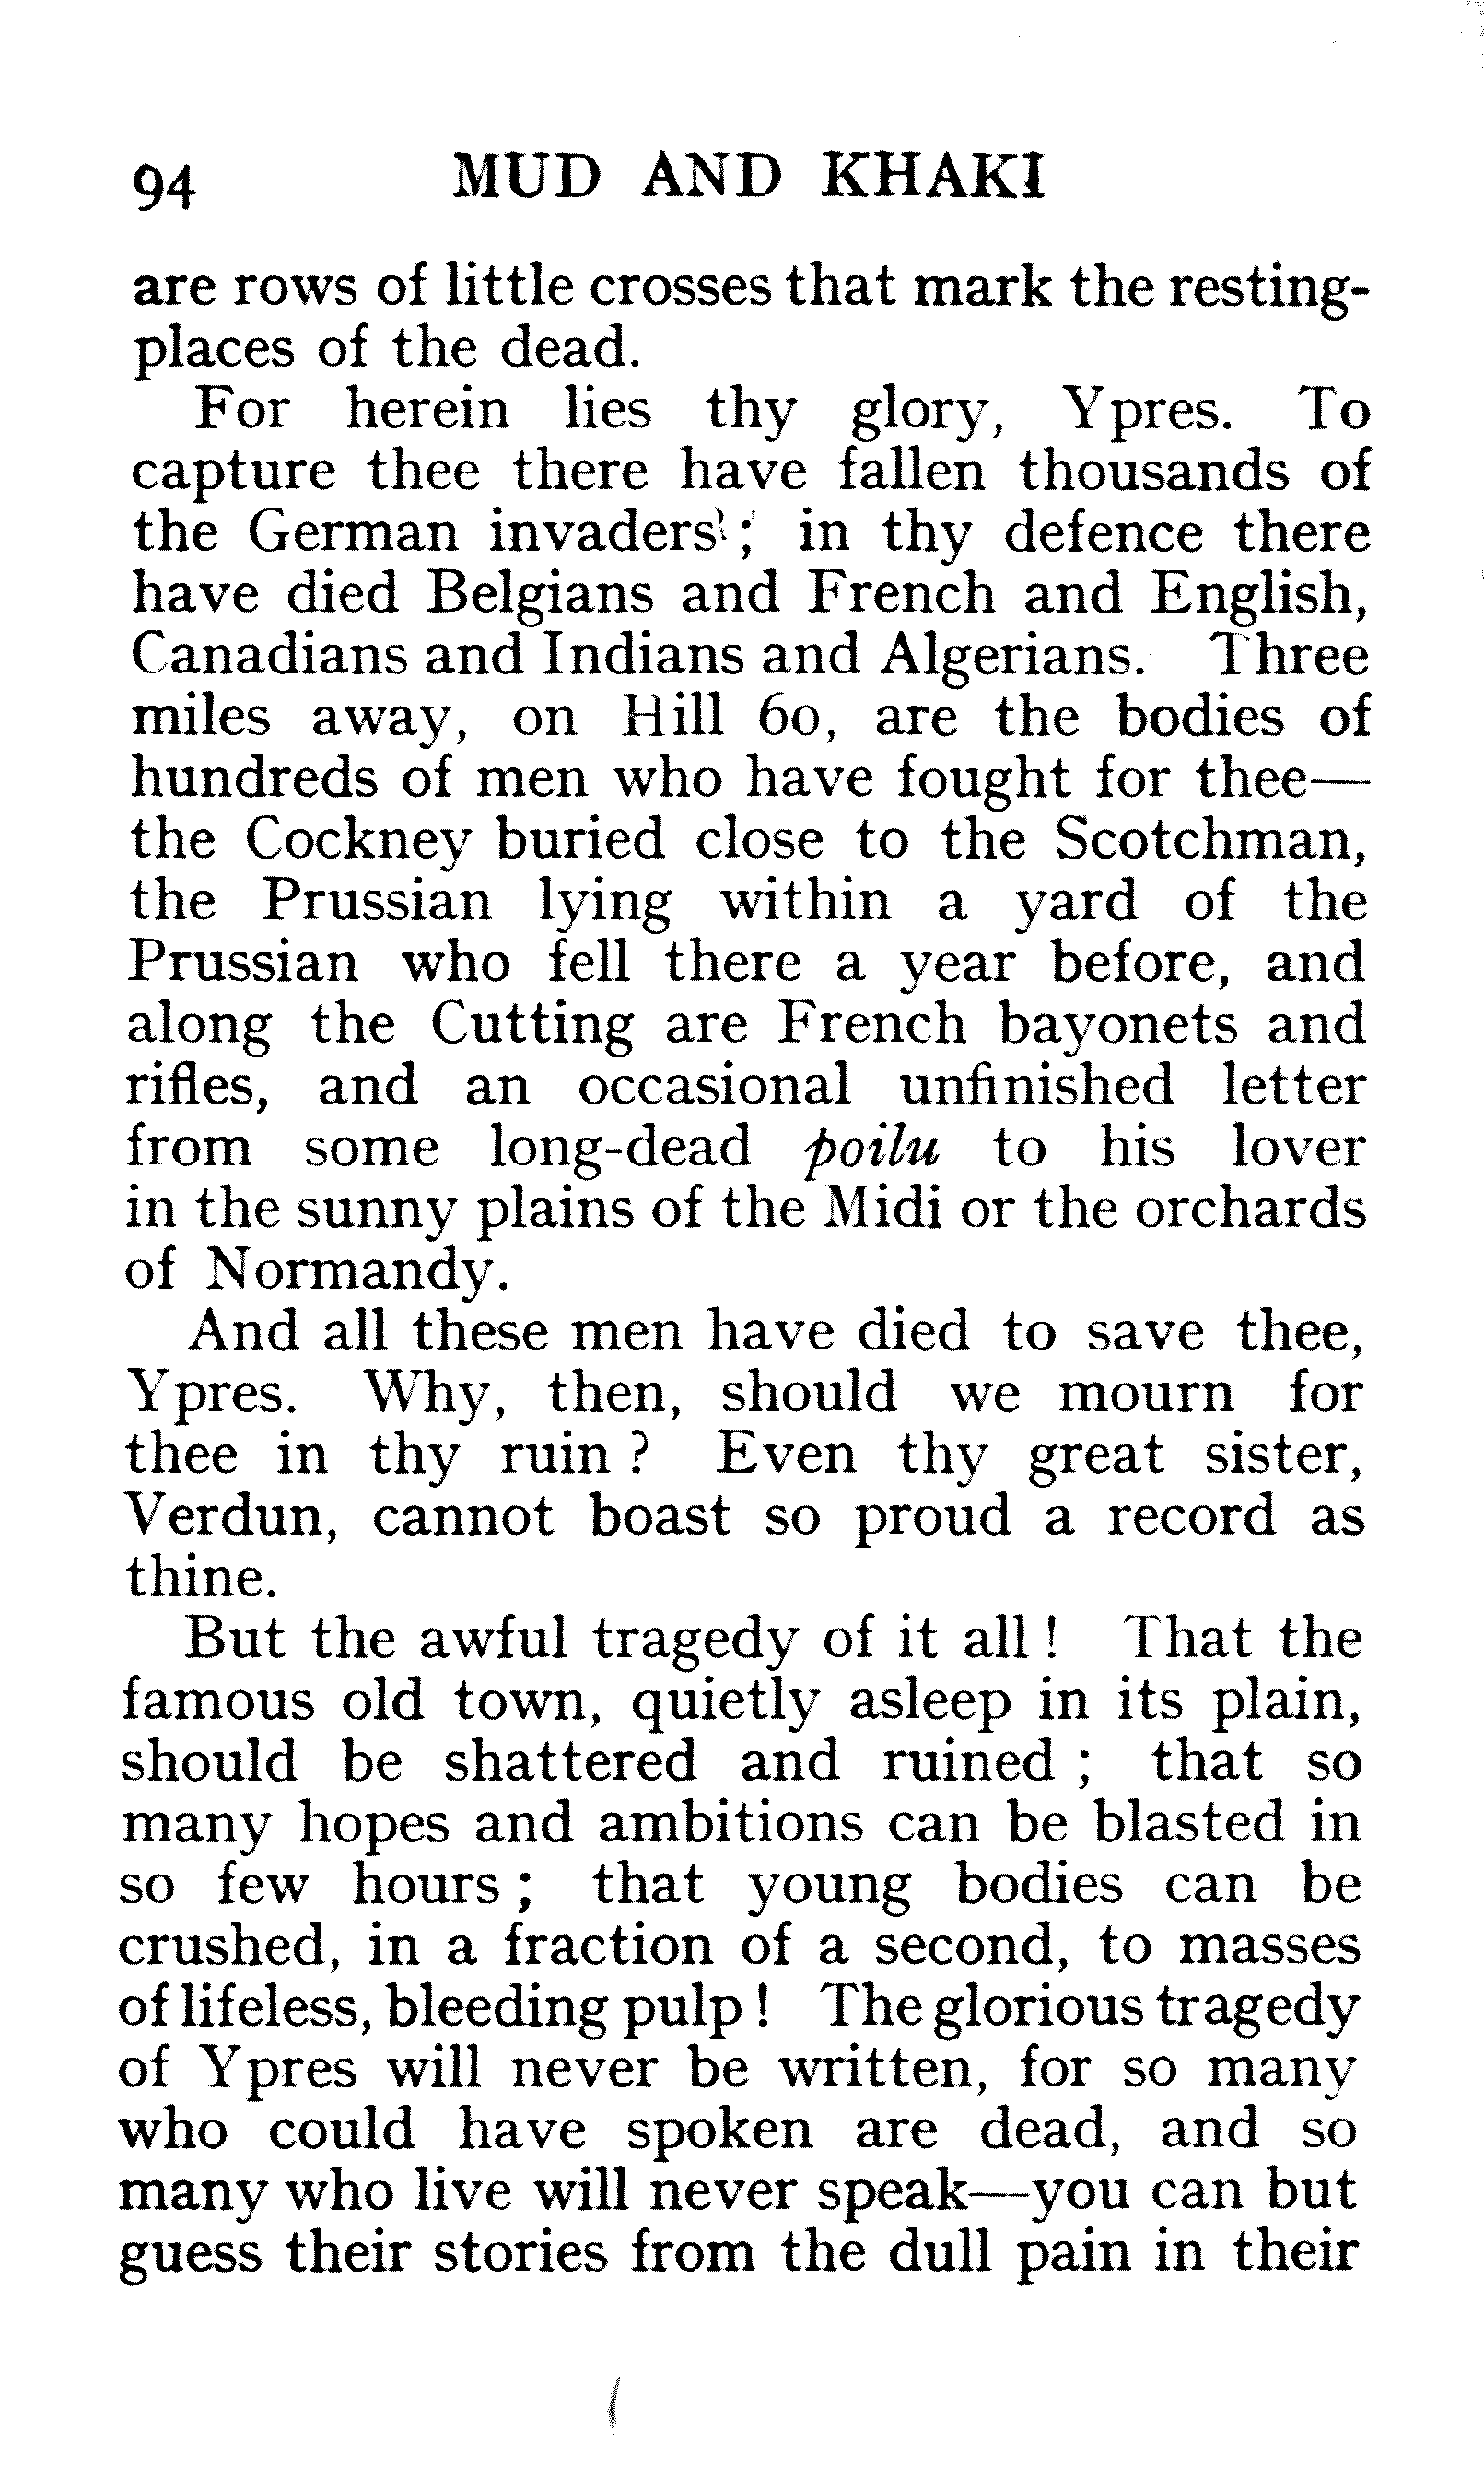 94 MUD AND KHAKI
are rows of little crosses that mark the resting-
places of the dead.
For herein lies thy glory, Ypres. To
capture thee there have fallen thousands of
the German invaders ; in thy defence there
have died Belgians and French and English,
Canadians and Indians and Algerians. Three
miles away, on Hill 60, are the bodies of
hundreds of men who have fought for thee—
the Cockney buried close to the Scotchman,
the Prussian lying within a yard of the
Prussian who fell there a year before, and
along the Cutting are French bayonets and
rifles, and an occasional unfinished letter
from some long-dead poilu to his lover
in the sunny plains of the Midi or the orchards
of Normandy.
And all these men have died to save thee,
Ypres. Why, then, should we mourn for
thee in thy ruin ? Even thy great sister,
Verdun, cannot boast so proud a record as
thine.
But the awful tragedy of it all ! That the
famous old town, quietly asleep in its plain,
should be shattered and ruined ; that so
many hopes and ambitions can be blasted in
so few hours ; that young bodies can be
crushed, in a fraction of a second, to masses
of lifeless, bleeding pulp ! The glorious tragedy
of Ypres will never be written, for so many
who could have spoken are dead, and so
many who live will never speak—you can but
guess their stories from the dull pain in their